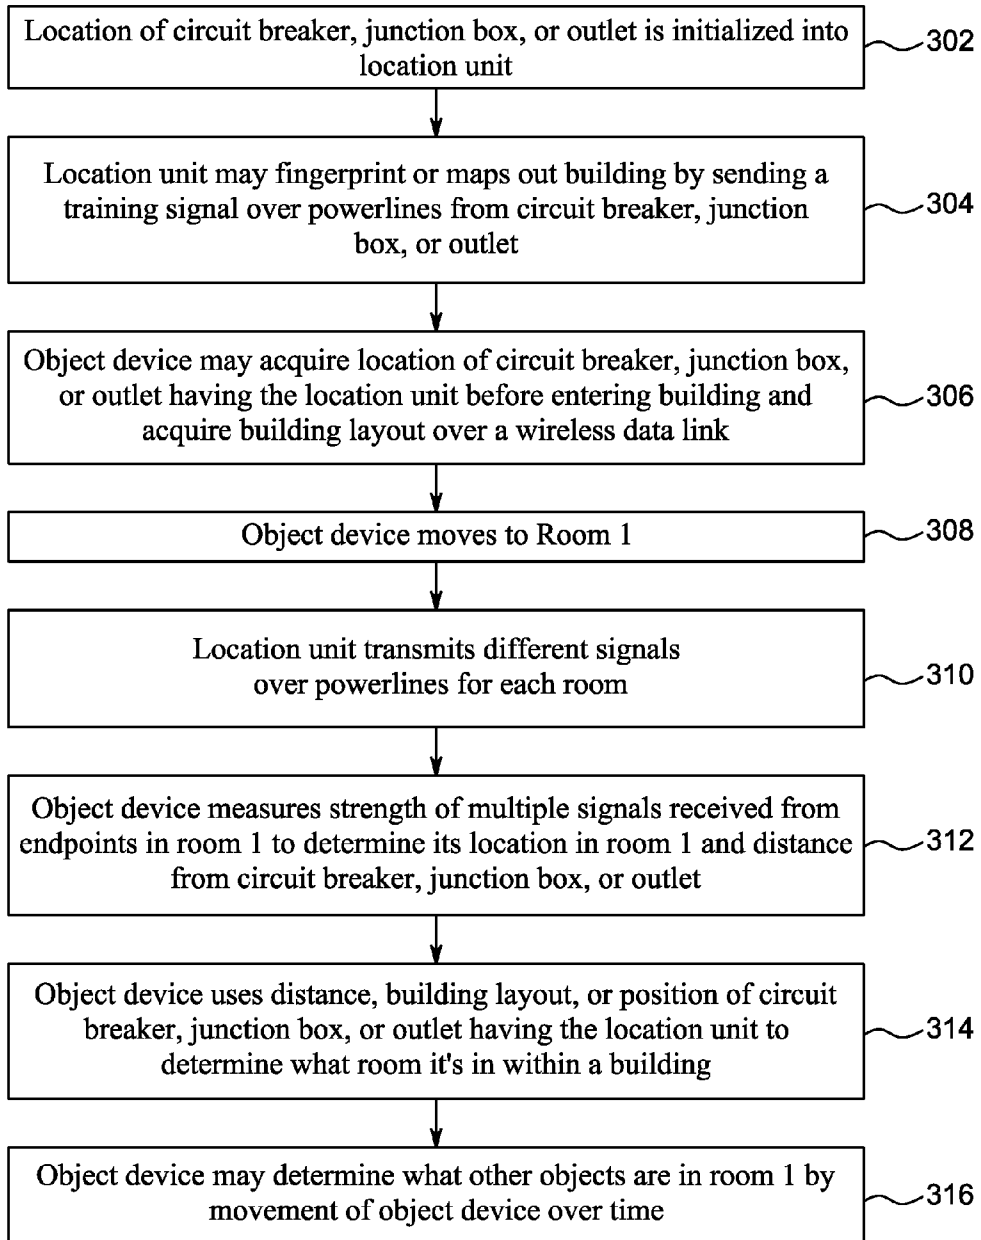 Location of circuit breaker, junction box, or outlet is initialized into
location unit
302
Location unit may fingerprint or maps out building by sending a
training signal over powerlines from circuit breaker, junction
box, or outlet
304
Object device may acquire location of circuit breaker, junction box,
or outlet having the location unit before entering building and
acquire building layout over a wireless data link
306
Object device moves to Room 1
308
Location unit transmits different signals
over powerlines for each room
310
Object device measures strength of multiple signals received from
endpoints in room 1 to determine its location in room 1 and distance
from circuit breaker, junction box, or outlet
312
Object device uses distance, building layout, or position of circuit
breaker, junction box, or outlet having the location unit to
determine what room it's in within a building
314
Object device may determine what other objects are in room 1 by
movement of object device over time
316